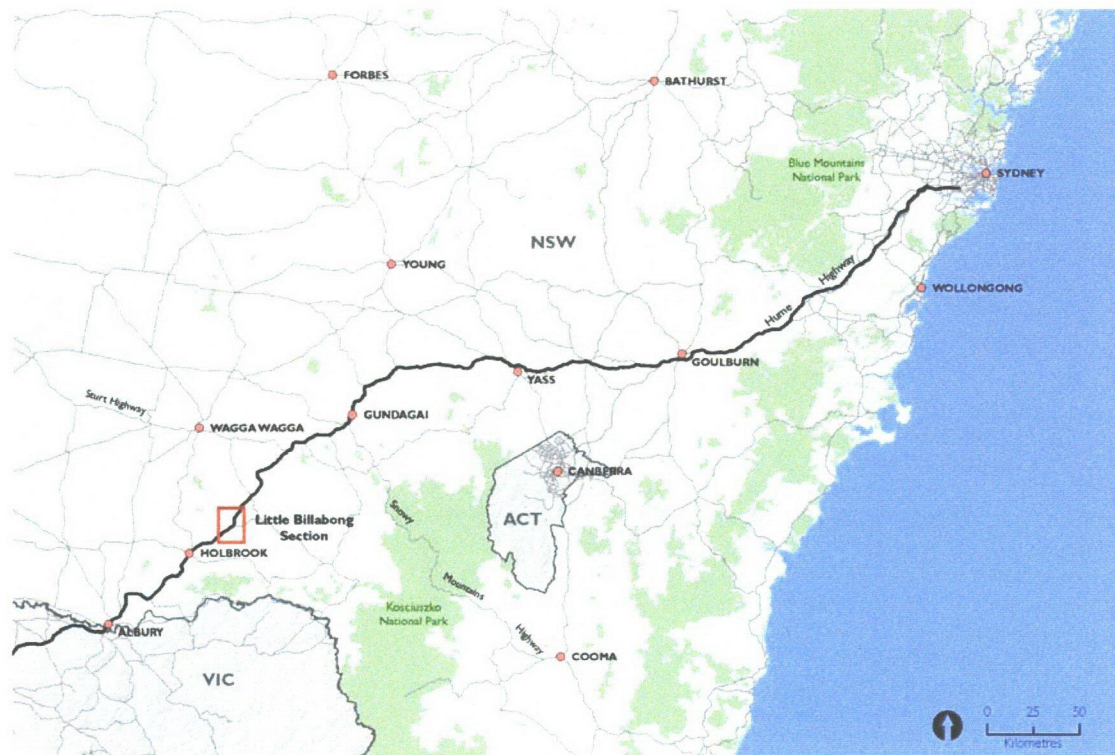 FORBES
BATHURST
Blue Mountains
National Park
SYDNEY
NSW
YOUNG
Hume Highway
WOLLONGONG
GOULBURN
YASS
Sturt Highway
GUNDAGAI
WAGGA WAGGA
CANBERRA
Little Billabong
Section
ACT
HOLBROOK
Snowy Mountains Highway
Kosciuszko
National Park
ALBURY
COOMA
VIC
0 25 50
Kilometres